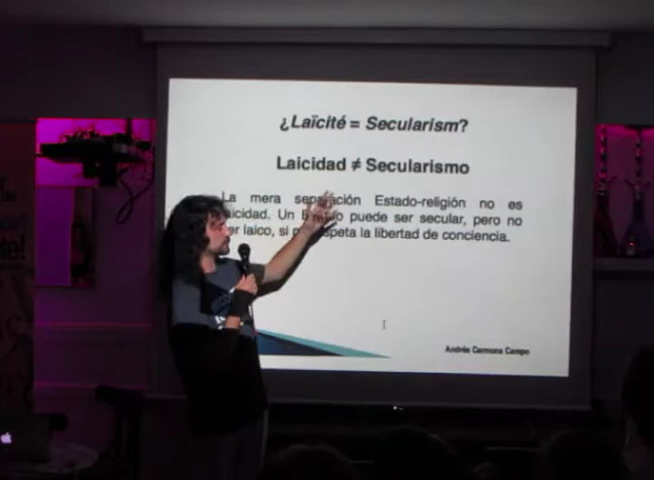 ¿Laïcité = Secularism?
Laicidad ≠ Secularismo
La mera separación Estado-religión no es
laicidad. Un puede ser secular, pero no
laico, si la libertad de conciencia.
Andrés Carmona Campo